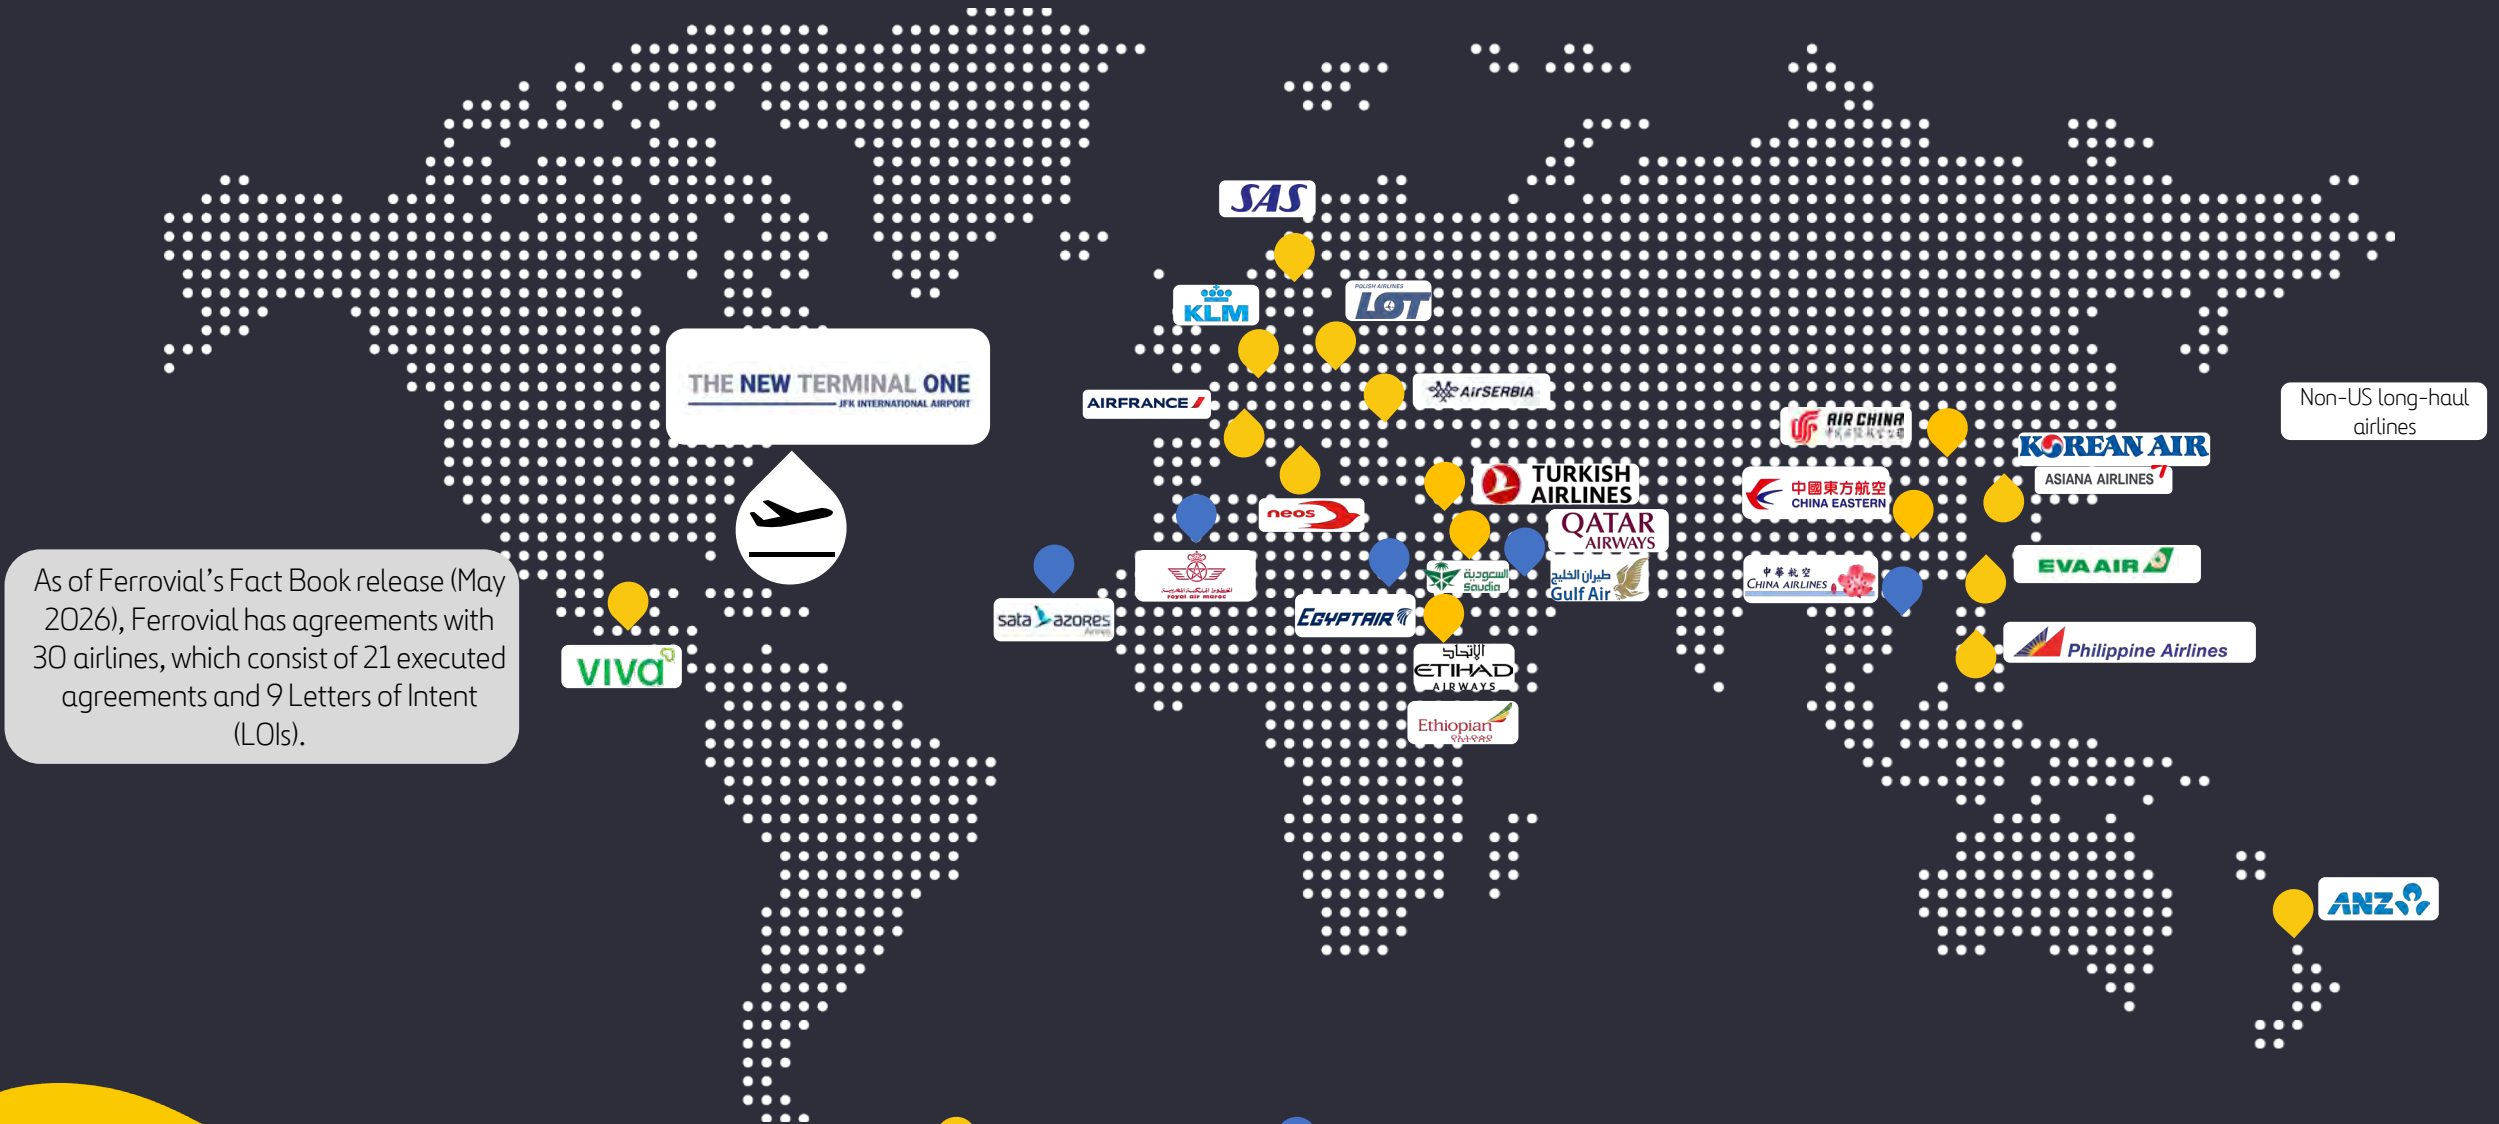 SAS
KLM
POLISH AIRLINES
LOT
THE NEW TERMINAL ONE
JFK INTERNATIONAL AIRPORT
AIRFRANCE
AirSERBIA
Non-US long-haul
airlines
AIR CHINA
KOREAN AIR
ASIANA AIRLINES
TURKISH
AIRLINES
中國東方航空
CHINA EASTERN
neos
QATAR
AIRWAYS
As of Ferrovial's Fact Book release (May
2026), Ferrovial has agreements with
30 airlines, which consist of 21 executed
agreements and 9 Letters of Intent
(LOIs).
royal air maroc
السعودية
Saudia
طيران الخليج
Gulf Air
中華航空
CHINA AIRLINES
EVA AIR
sata azores
Airlines
EGYPTAIR
VIVa
الإتحاد
ETIHAD
AIRWAYS
Philippine Airlines
Ethiopian
የኢትዮጵያ
ANZ